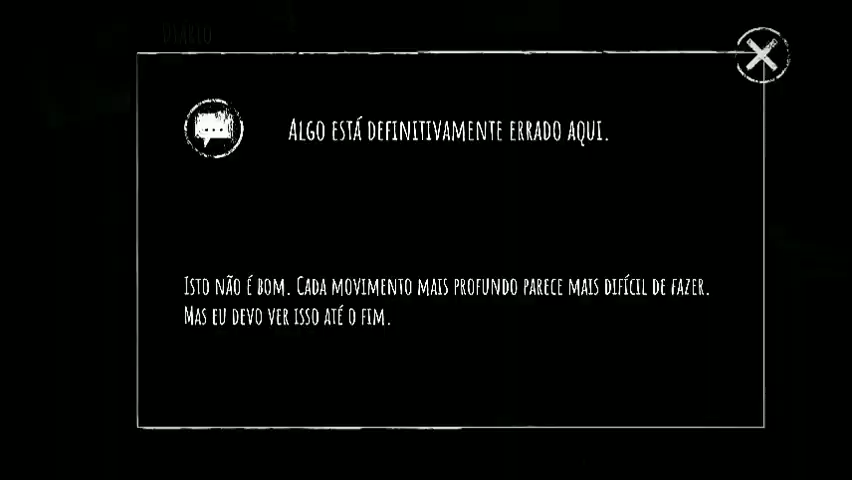 DIÁRIO
ALGO ESTÁ DEFINITIVAMENTE ERRADO AQUI.
ISTO NÃO É BOM. CADA MOVIMENTO MAIS PROFUNDO PARECE MAIS DIFÍCIL DE FAZER.
MAS EU DEVO VER ISSO ATÉ O FIM.